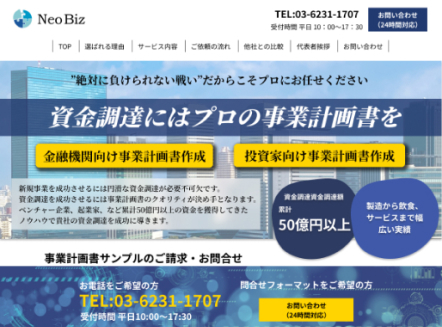 NeoBiz
TEL:03-6231-1707
受付時間 平日 10：00～17：30
お問い合わせ
（24時間対応）
TOP
選ばれる理由
サービス内容
ご依頼の流れ
他社との比較
代表者挨拶
お問い合わせ
”絶対に負けられない戦い”だからこそプロにお任せください
資金調達にはプロの事業計画書を
金融機関向け事業計画書作成
投資家向け事業計画書作成
新規事業を成功させるには円滑な資金調達が必要不可欠です。
資金調達を成功させるには事業計画書のクオリティが決め手となります。
ベンチャー企業、起業家、など累計50億円以上の資金を獲得してきた
ノウハウで貴社の資金調達を成功に導きます。
資金調達資金調達額
累計
50億円以上
製造から飲食、
サービスまで幅
広い実績
事業計画書サンプルのご請求・お問合せ
お電話をご希望の方
TEL:03-6231-1707
受付時間 平日10:00～17:30
問合せフォーマットをご希望の方
お問い合わせ
（24時間対応）